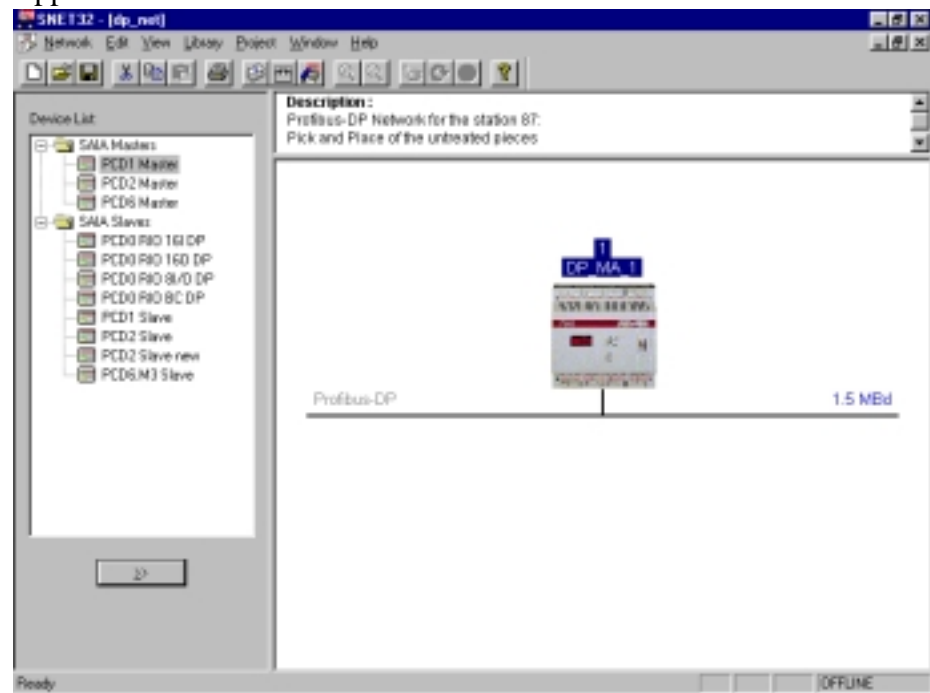 SNET32 - [dp_net]
Network Edit View Library Project Window Help
Device List
SAIA Masters
PCD1 Master
PCD2 Master
PCD6 Master
SAIA Slaves
PCD0 RIO 16I DP
PCD0 RIO 16O DP
PCD0 RIO 8I/O DP
PCD0 RIO 8C DP
PCD1 Slave
PCD2 Slave
PCD2 Slave new
PCD6.M3 Slave
>>
Description :
Profibus-DP Network for the station 87:
Pick and Place of the untreated pieces
1
DP_MA_1
Profibus-DP
1.5 MBd
Ready
OFFLINE